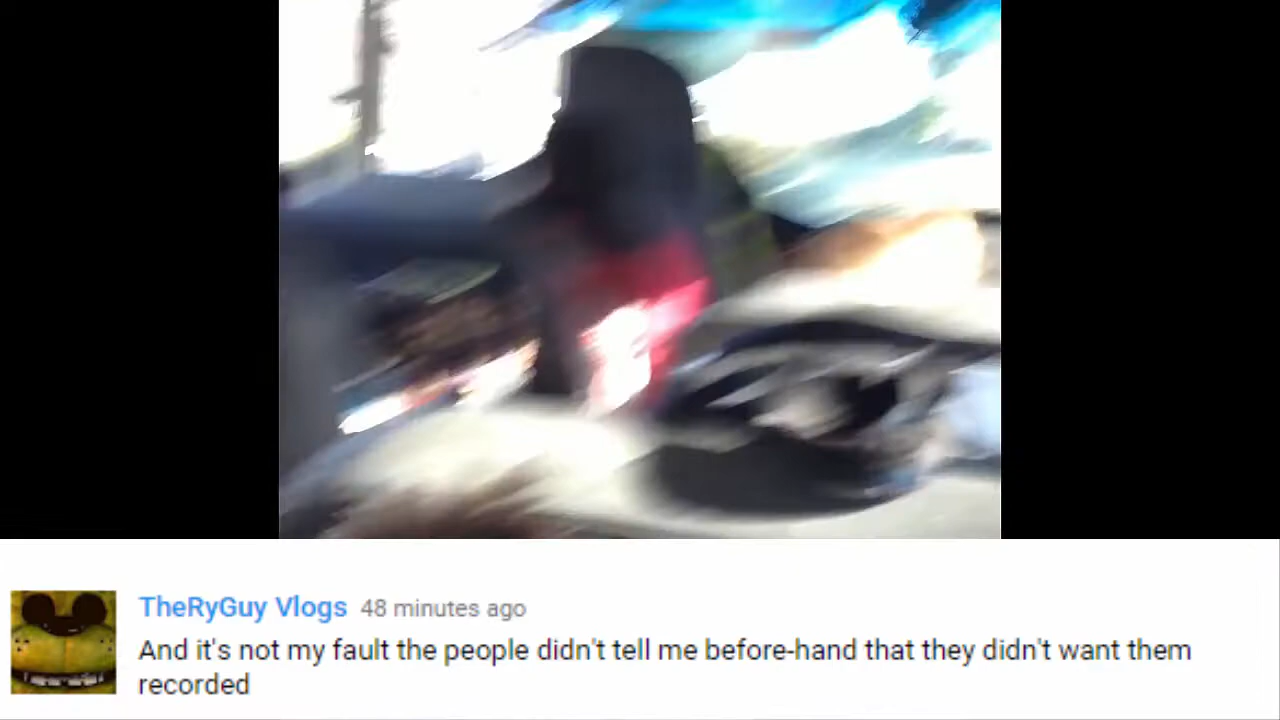 TheRyGuy Vlogs 48 minutes ago
And it's not my fault the people didn't tell me before-hand that they didn't want them
recorded